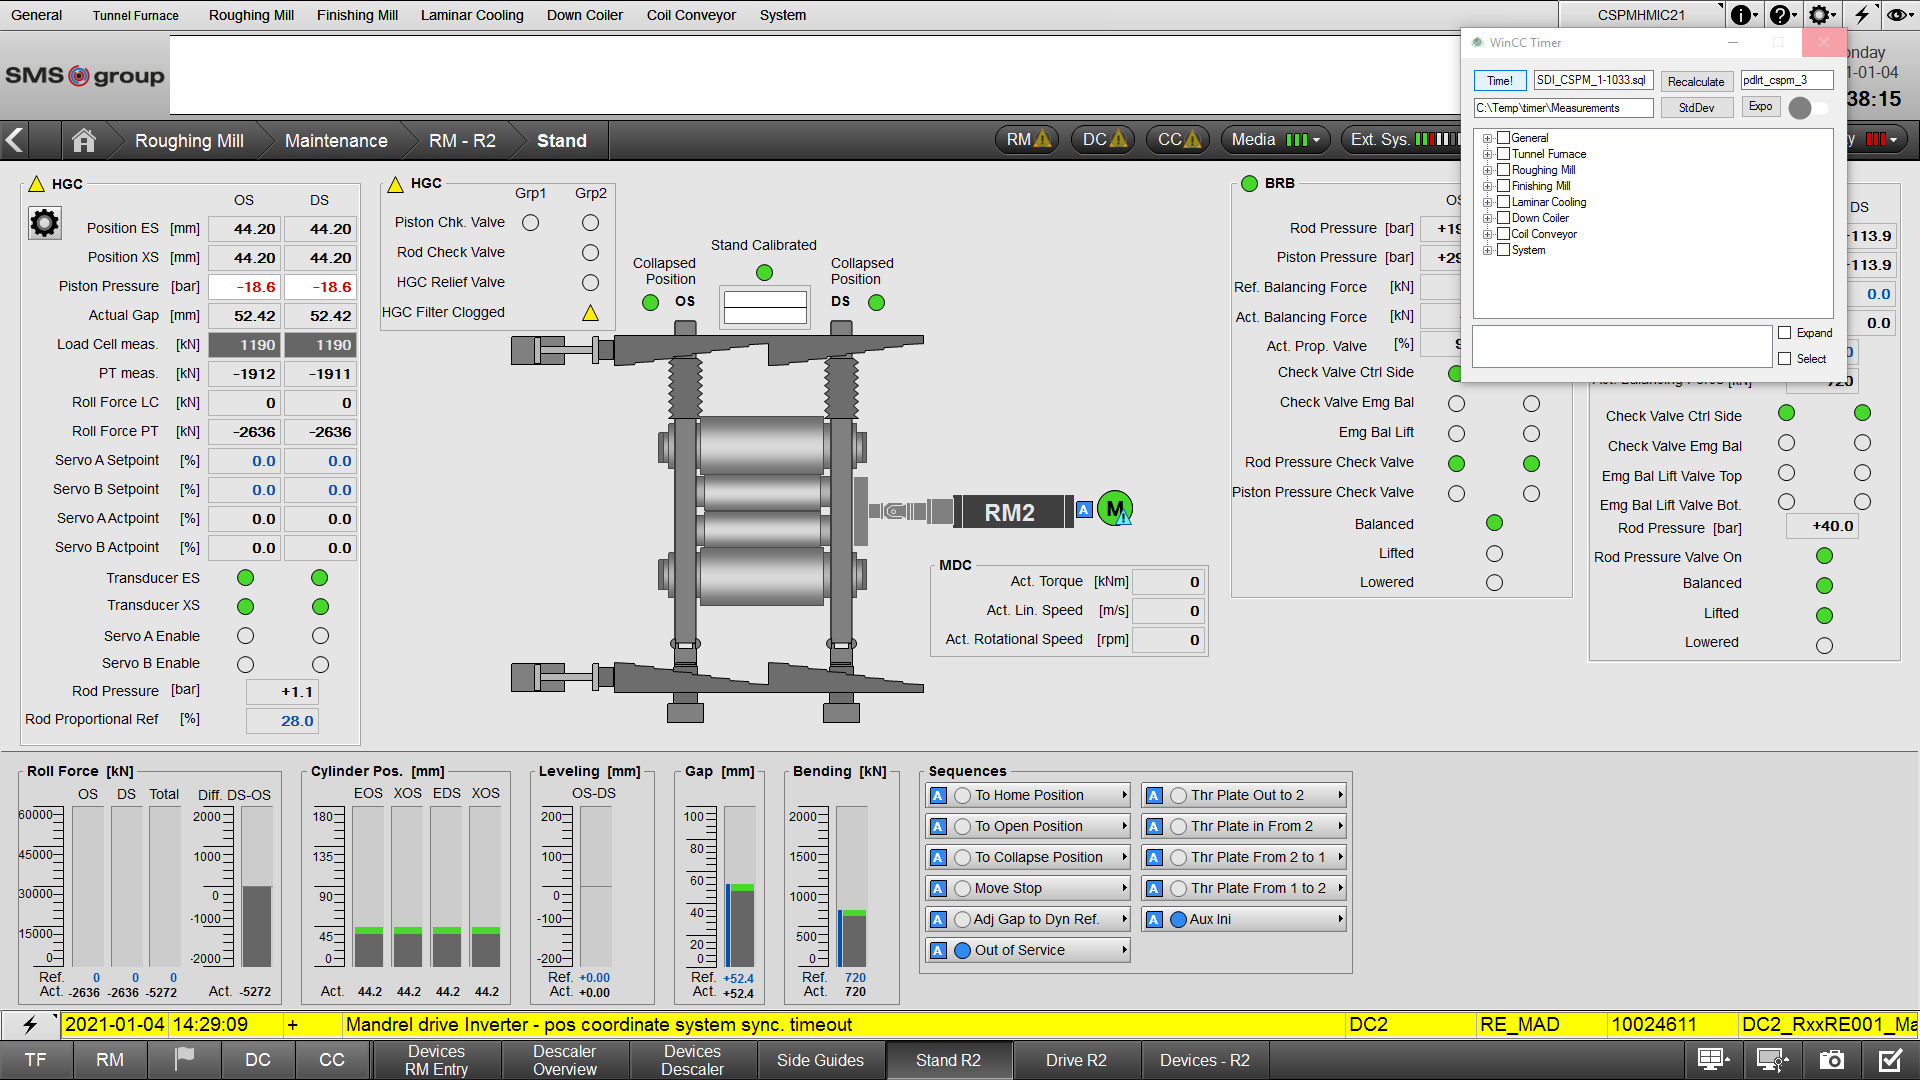 General Tunnel Furnace Roughing Mill Finishing Mill Laminar Cooling Down Coiler Coil Conveyor System CSPMHMIC21
SMS group
WinCC Timer
Time! SDI_CSPM_1-1033.sql Recalculate pdlrt_cspm_3
C:\Temp\timer\Measurements StdDev Expo
General
Tunnel Furnace
Roughing Mill
Finishing Mill
Laminar Cooling
Down Coiler
Coil Conveyor
System
Expand
Select
onday
1-01-04
38:15
Roughing Mill Maintenance RM - R2 Stand RM DC CC Media Ext. Sys.
HGC
OS DS
Position ES [mm] 44.20 44.20
Position XS [mm] 44.20 44.20
Piston Pressure [bar] -18.6 -18.6
Actual Gap [mm] 52.42 52.42
Load Cell meas. [kN] 1190 1190
PT meas. [kN] -1912 -1911
Roll Force LC [kN] 0 0
Roll Force PT [kN] -2636 -2636
Servo A Setpoint [%] 0.0 0.0
Servo B Setpoint [%] 0.0 0.0
Servo A Actpoint [%] 0.0 0.0
Servo B Actpoint [%] 0.0 0.0
Transducer ES
Transducer XS
Servo A Enable
Servo B Enable
Rod Pressure [bar] +1.1
Rod Proportional Ref [%] 28.0
HGC
Grp1 Grp2
Piston Chk. Valve
Rod Check Valve
HGC Relief Valve
HGC Filter Clogged
Stand Calibrated
Collapsed Position OS
Collapsed Position DS
RM2 A M
MDC
Act. Torque [kNm] 0
Act. Lin. Speed [m/s] 0
Act. Rotational Speed [rpm] 0
BRB
Rod Pressure [bar]
Piston Pressure [bar]
Ref. Balancing Force [kN]
Act. Balancing Force [kN]
Act. Prop. Valve [%]
Check Valve Ctrl Side
Check Valve Emg Bal
Emg Bal Lift
Rod Pressure Check Valve
Piston Pressure Check Valve
Balanced
Lifted
Lowered
DS
113.9
113.9
0.0
0.0
Check Valve Ctrl Side
Check Valve Emg Bal
Emg Bal Lift Valve Top
Emg Bal Lift Valve Bot.
Rod Pressure [bar] +40.0
Rod Pressure Valve On
Balanced
Lifted
Lowered
Roll Force [kN]
OS DS Total Diff. DS-OS
60000 45000 30000 15000 0
2000 1000 0 -1000 -2000
Ref. 0 0 0
Act. -2636 -2636 -5272 Act. -5272
Cylinder Pos. [mm]
EOS XOS EDS XOS
180 135 90 45 0
Act. 44.2 44.2 44.2 44.2
Leveling [mm]
OS-DS
200 100 0 -100 -200
Ref. +0.00
Act. +0.00
Gap [mm]
100 80 60 40 20 0
Ref. +52.4
Act. +52.4
Bending [kN]
2000 1500 1000 500 0
Ref. 720
Act. 720
Sequences
A To Home Position A Thr Plate Out to 2
A To Open Position A Thr Plate in From 2
A To Collapse Position A Thr Plate From 2 to 1
A Move Stop A Thr Plate From 1 to 2
A Adj Gap to Dyn Ref. A Aux Ini
A Out of Service
2021-01-04 14:29:09 + Mandrel drive Inverter - pos coordinate system sync. timeout DC2 RE_MAD 10024611 DC2_RxxRE001_Ma
TF RM DC CC Devices RM Entry Descaler Overview Devices Descaler Side Guides Stand R2 Drive R2 Devices - R2